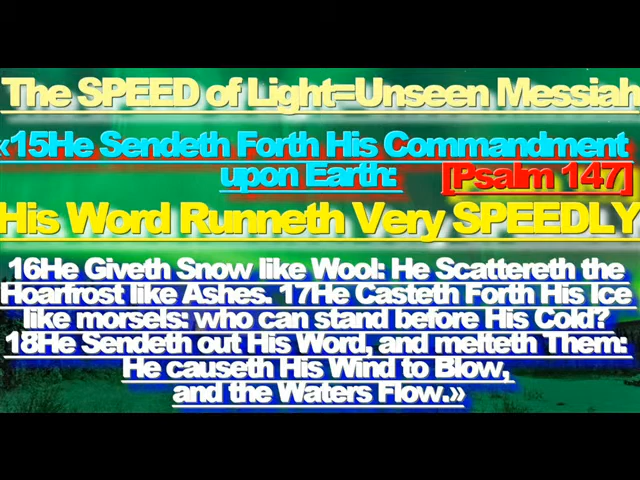 The SPEED of Light=Unseen Messiah
«15He Sendeth Forth His Commandment
upon Earth: [Psalm 147]
His Word Runneth Very SPEEDLY
16He Giveth Snow like Wool: He Scattereth the
Hoarfrost like Ashes. 17He Casteth Forth His Ice
like morsels: who can stand before His Cold?
18He Sendeth out His Word, and melteth Them:
He causeth His Wind to Blow,
and the Waters Flow.»